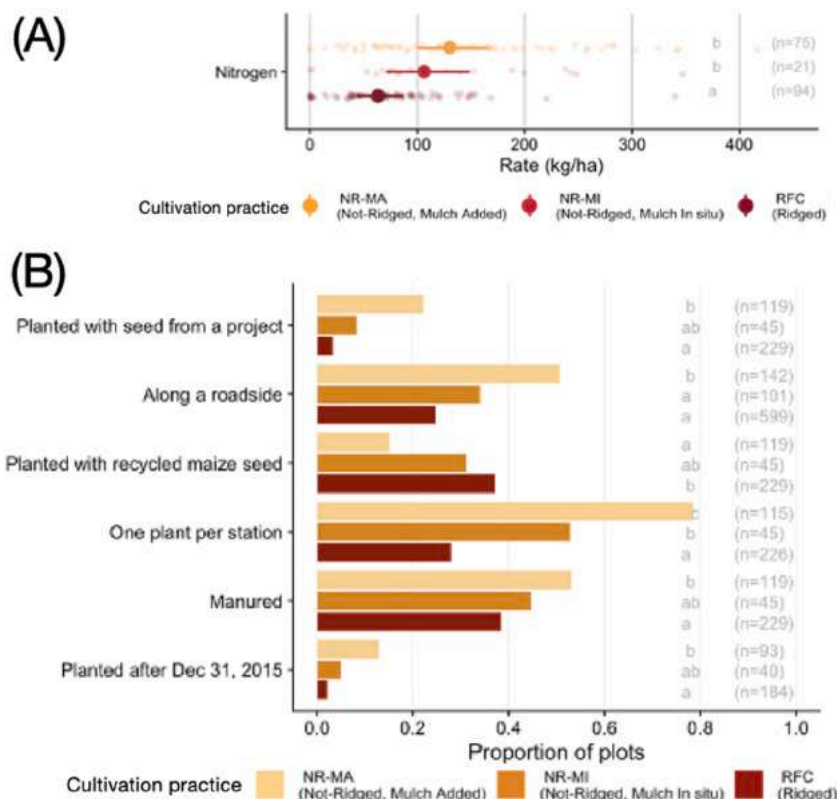 (A)
b (n=75)
Nitrogen b (n=21)
a (n=94)
0 100 200 300 400
Rate (kg/ha)
Cultivation practice NR-MA (Not-Ridged, Mulch Added) NR-MI (Not-Ridged, Mulch In situ) RFC (Ridged)
(B)
b (n=119)
Planted with seed from a project ab (n=45)
a (n=229)
b (n=142)
Along a roadside a (n=101)
a (n=599)
a (n=119)
Planted with recycled maize seed ab (n=45)
b (n=229)
c (n=115)
One plant per station b (n=45)
a (n=226)
b (n=119)
Manured ab (n=45)
a (n=229)
b (n=93)
Planted after Dec 31, 2015 ab (n=40)
a (n=184)
0.0 0.2 0.4 0.6 0.8 1.0
Proportion of plots
Cultivation practice NR-MA (Not-Ridged, Mulch Added) NR-MI (Not-Ridged, Mulch In situ) RFC (Ridged)